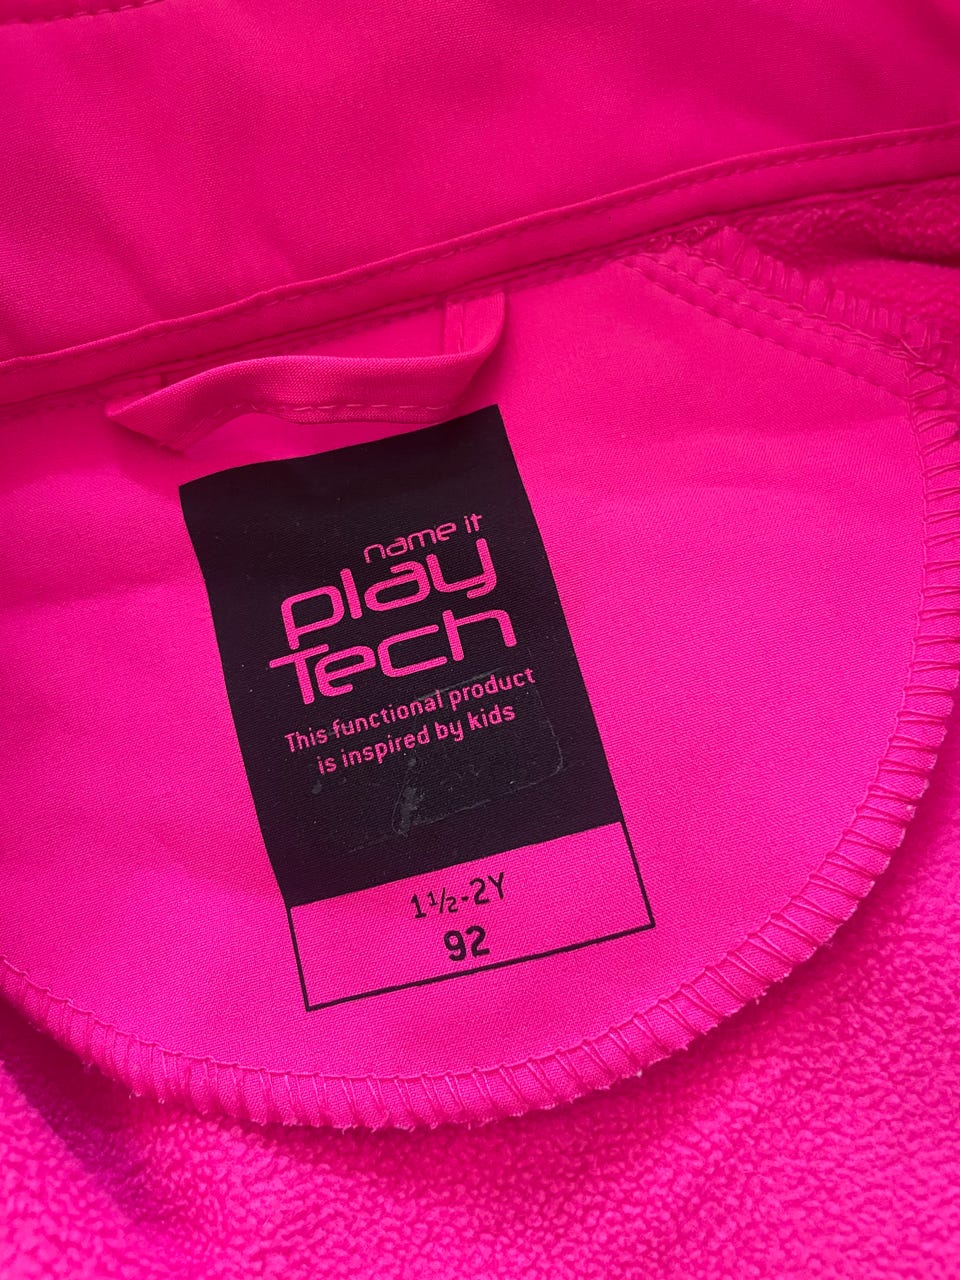 name it
play
Tech
This functional product
is inspired by kids
1½-2Y
92